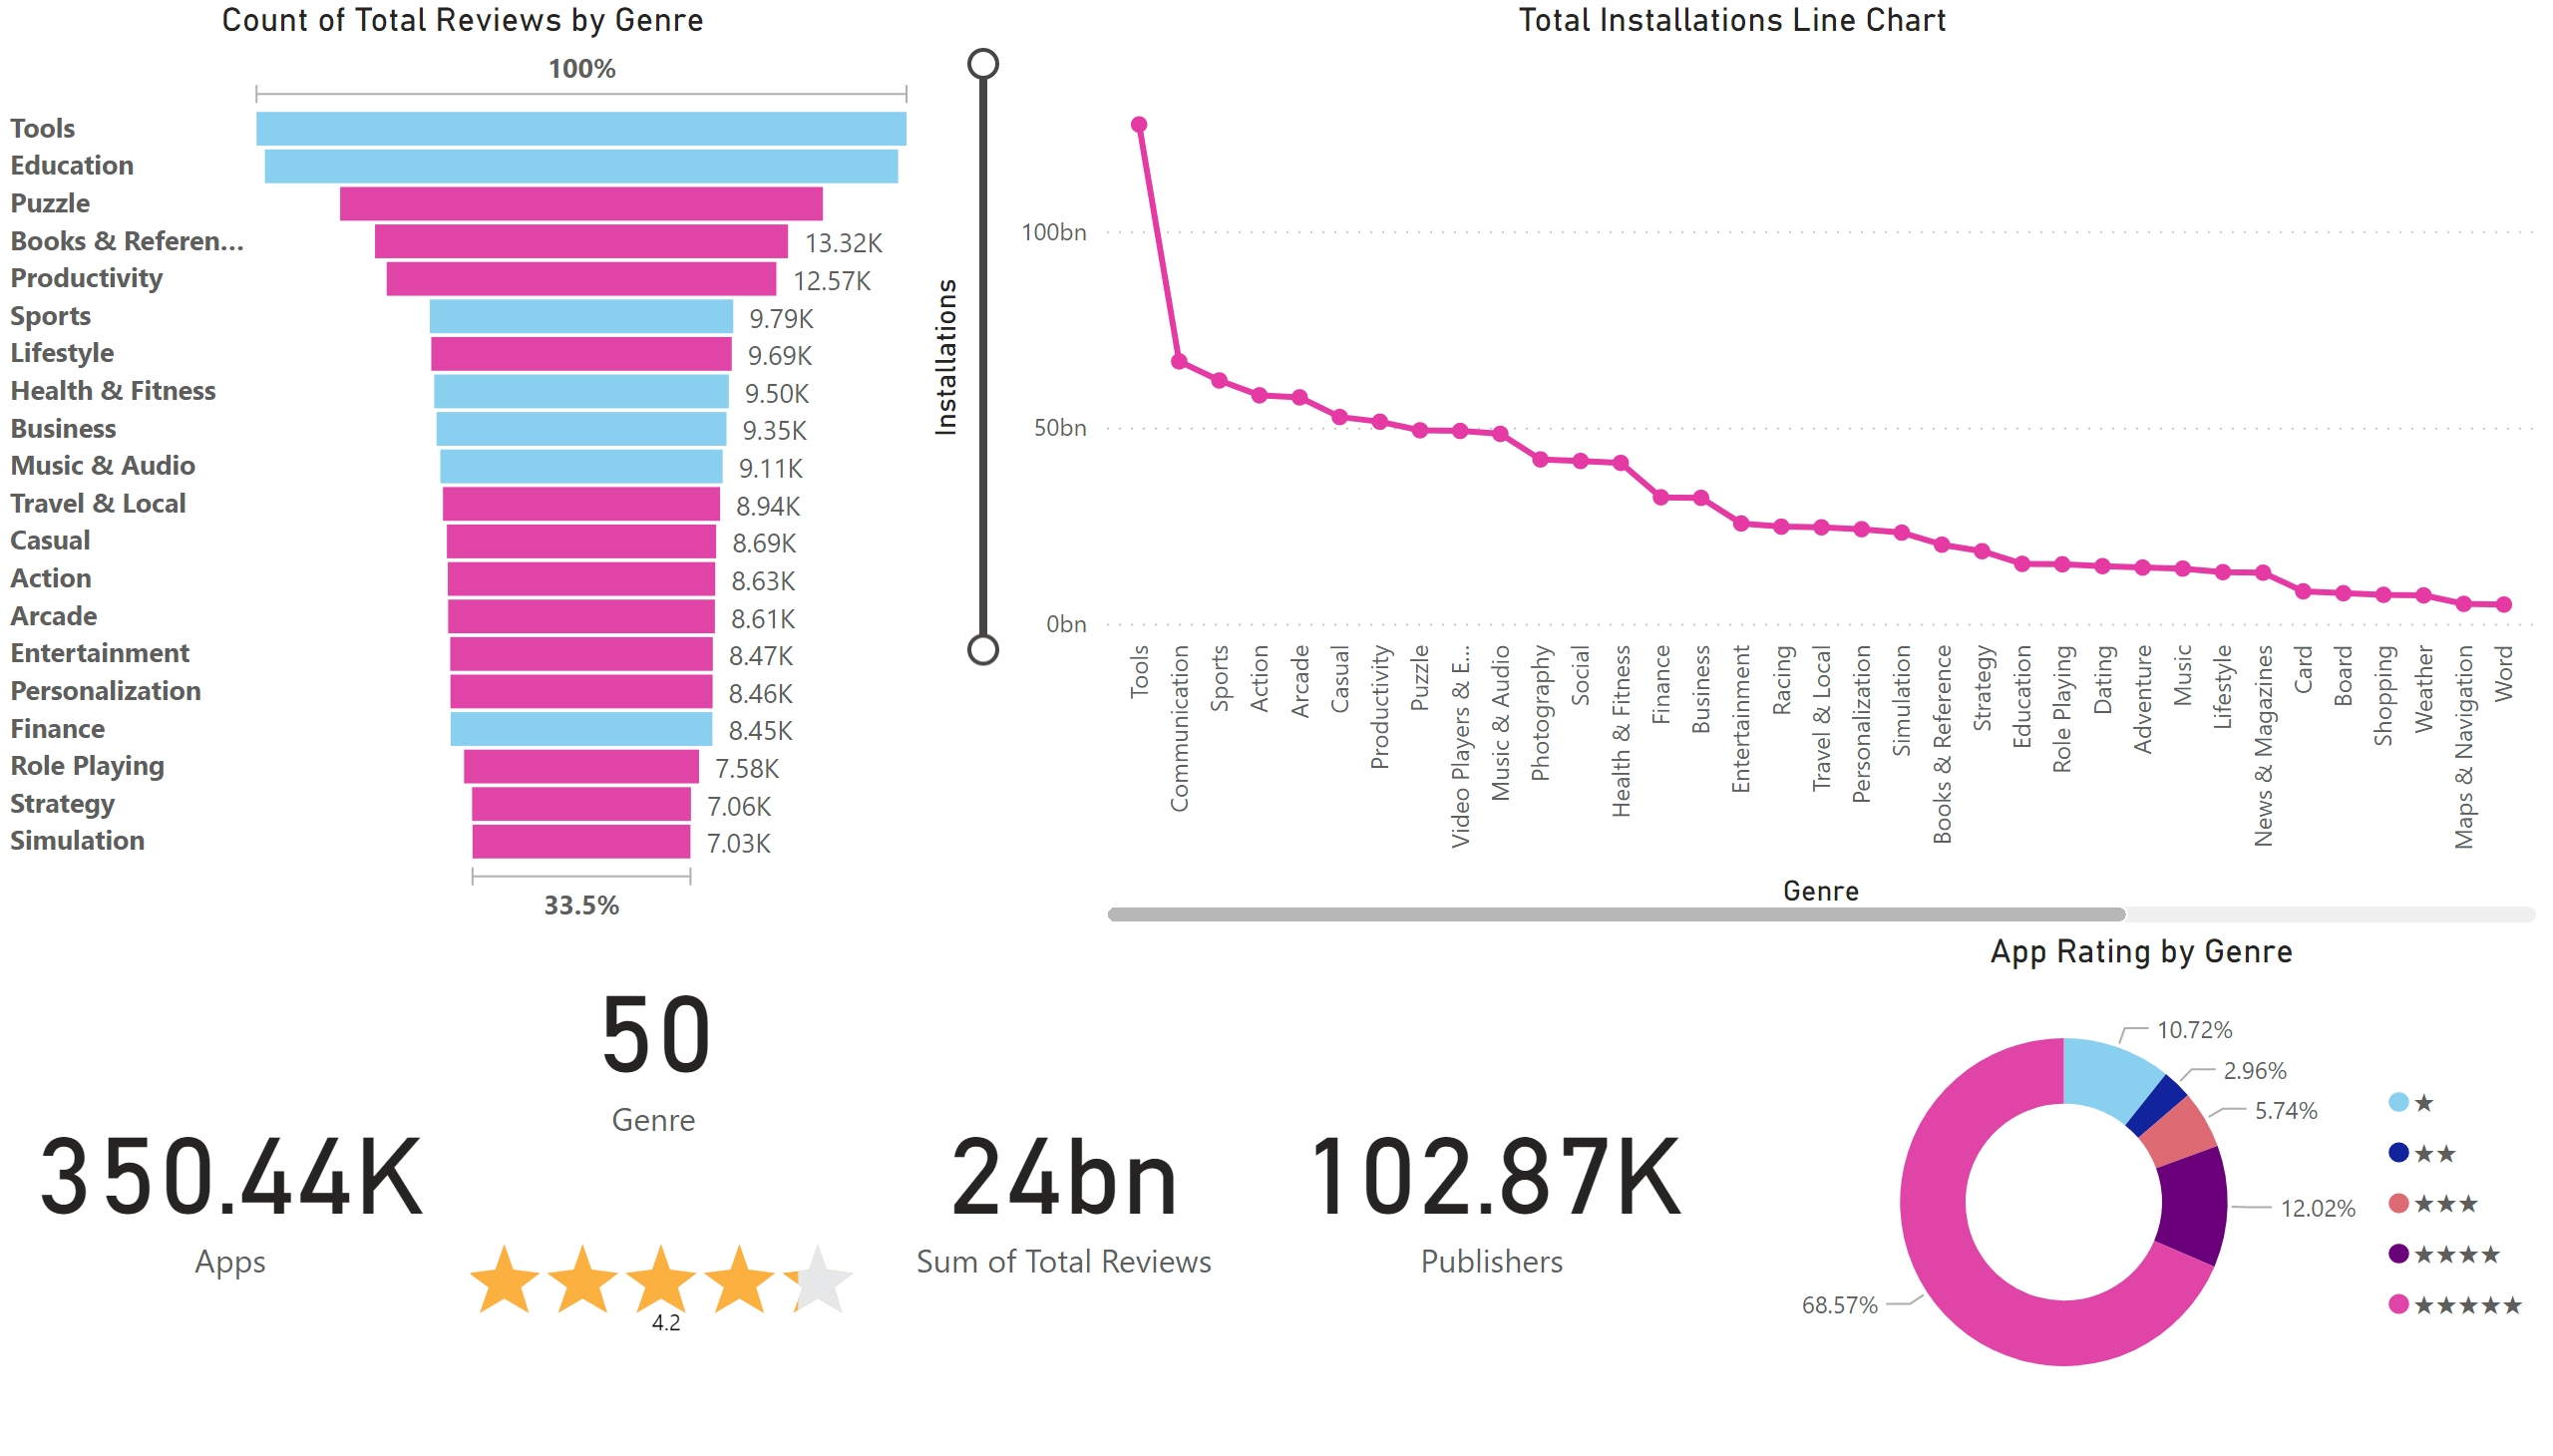 Count of Total Reviews by Genre
100%
Tools
Education
Puzzle
Books & Referen...
13.32K
Productivity
12.57K
Sports
9.79K
Lifestyle
9.69K
Health & Fitness
9.50K
Business
9.35K
Music & Audio
9.11K
Travel & Local
8.94K
Casual
8.69K
Action
8.63K
Arcade
8.61K
Entertainment
8.47K
Personalization
8.46K
Finance
8.45K
Role Playing
7.58K
Strategy
7.06K
Simulation
7.03K
33.5%
Total Installations Line Chart
Installations
100bn
50bn
0bn
Tools
Communication
Sports
Action
Arcade
Casual
Productivity
Puzzle
Video Players & E...
Music & Audio
Photography
Social
Health & Fitness
Finance
Business
Entertainment
Racing
Travel & Local
Personalization
Simulation
Books & Reference
Strategy
Education
Role Playing
Dating
Adventure
Music
Lifestyle
News & Magazines
Card
Board
Shopping
Weather
Maps & Navigation
Word
Genre
50
Genre
350.44K
Apps
4.2
24bn
Sum of Total Reviews
102.87K
Publishers
App Rating by Genre
10.72%
2.96%
5.74%
12.02%
68.57%
★
★★
★★★
★★★★
★★★★★